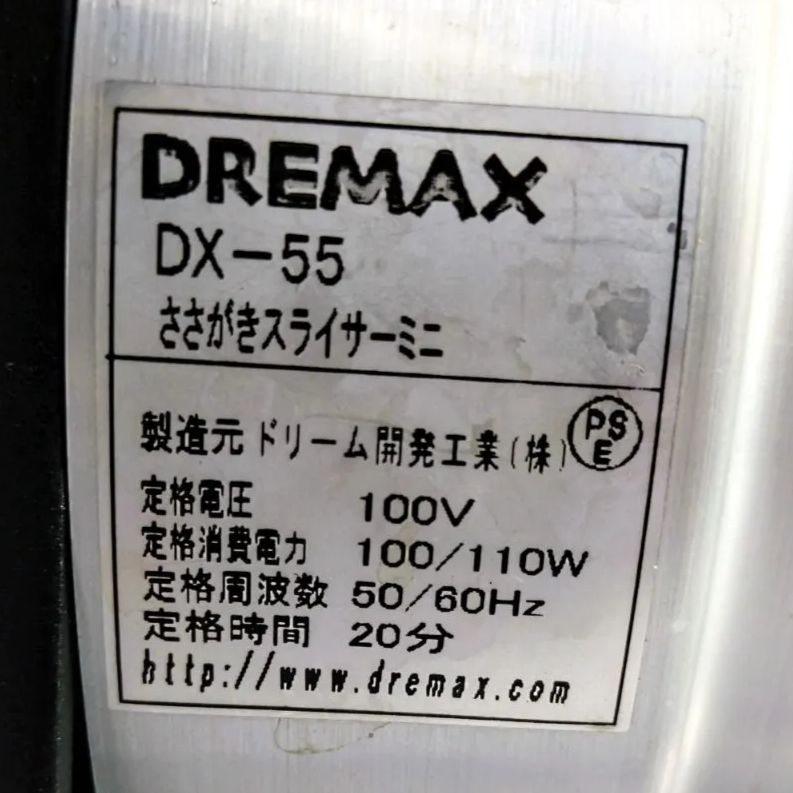 DREMAX
DX-55
ささがきスライサーミニ
製造元 ドリーム開発工業(株)
PS
E
定格電圧 100V
定格消費電力 100/110W
定格周波数 50/60Hz
定格時間 20分
http://www.dremax.com